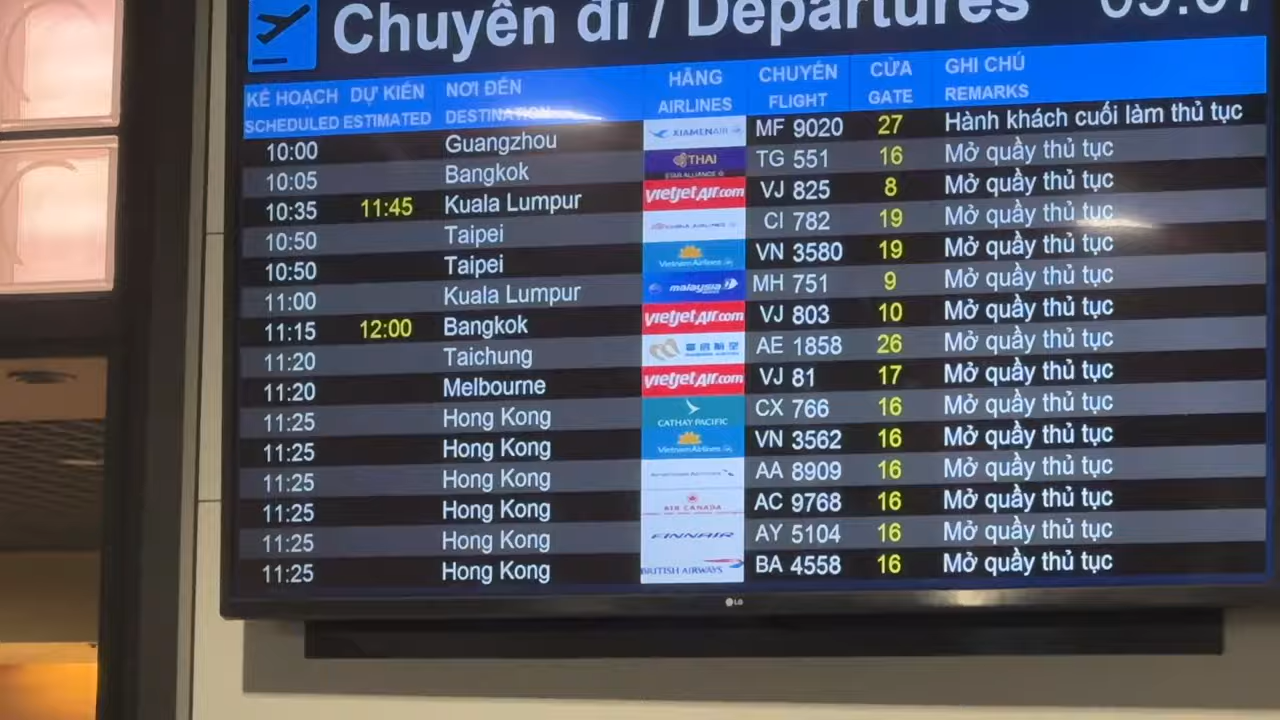 Chuyến đi / Departures
KẾ HOẠCH DỰ KIẾN NƠI ĐẾN HÃNG CHUYẾN CỬA GHI CHÚ
SCHEDULED ESTIMATED DESTINATION AIRLINES FLIGHT GATE REMARKS
10:00 Guangzhou XIAMENAIR MF 9020 27 Hành khách cuối làm thủ tục
10:05 Bangkok THAI STAR ALLIANCE TG 551 16 Mở quầy thủ tục
10:35 11:45 Kuala Lumpur vietjetAir.com VJ 825 8 Mở quầy thủ tục
10:50 Taipei CHINA AIRLINES CI 782 19 Mở quầy thủ tục
10:50 Taipei Vietnam Airlines VN 3580 19 Mở quầy thủ tục
11:00 Kuala Lumpur malaysia MH 751 9 Mở quầy thủ tục
11:15 12:00 Bangkok vietjetAir.com VJ 803 10 Mở quầy thủ tục
11:20 Taichung 華信航空 AE 1858 26 Mở quầy thủ tục
11:20 Melbourne vietjetAir.com VJ 81 17 Mở quầy thủ tục
11:25 Hong Kong CATHAY PACIFIC CX 766 16 Mở quầy thủ tục
11:25 Hong Kong Vietnam Airlines VN 3562 16 Mở quầy thủ tục
11:25 Hong Kong AA 8909 16 Mở quầy thủ tục
11:25 Hong Kong AIR CANADA AC 9768 16 Mở quầy thủ tục
11:25 Hong Kong FINNAIR AY 5104 16 Mở quầy thủ tục
11:25 Hong Kong BRITISH AIRWAYS BA 4558 16 Mở quầy thủ tục
LG